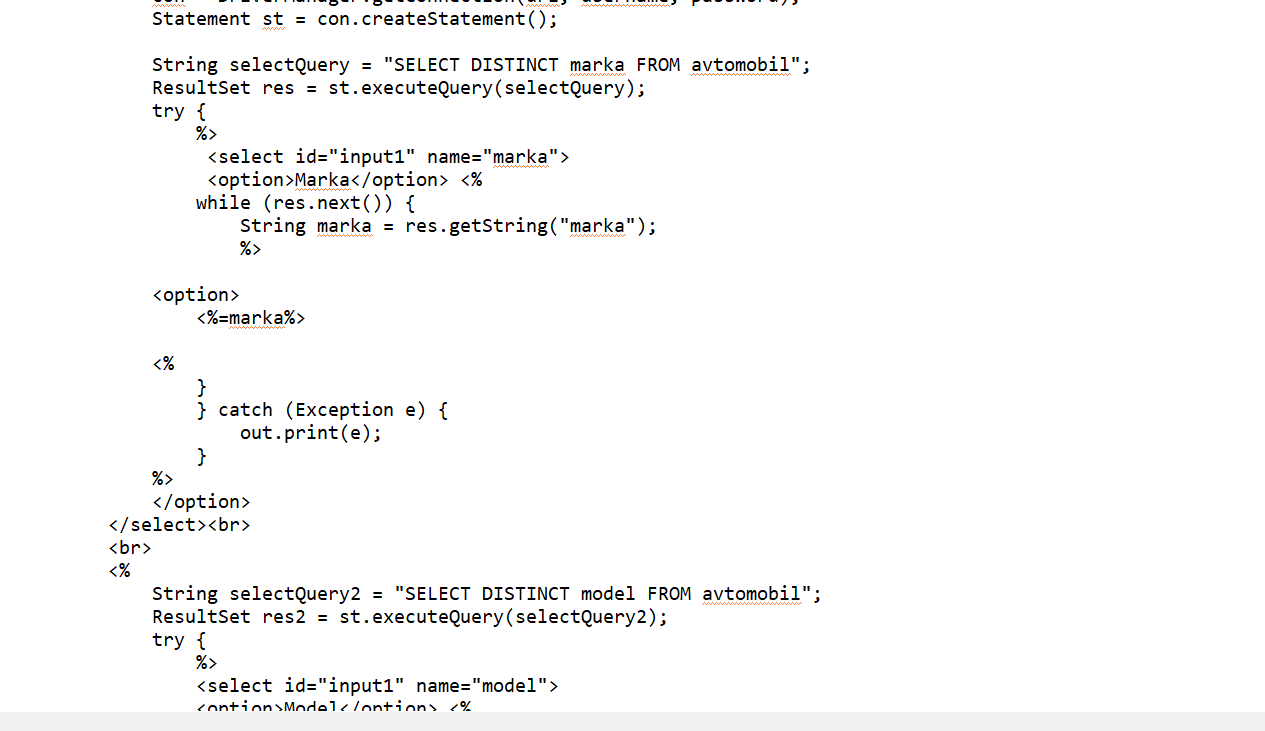 Statement st = con.createStatement();
String selectQuery = "SELECT DISTINCT marka FROM avtomobil";
ResultSet res = st.executeQuery(selectQuery);
try {
%>
<select id="input1" name="marka">
<option>Marka</option> <%
while (res.next()) {
String marka = res.getString("marka");
%>
<option>
<%=marka%>
<%
}
} catch (Exception e) {
out.print(e);
}
%>
</option>
</select><br>
<br>
<%
String selectQuery2 = "SELECT DISTINCT model FROM avtomobil";
ResultSet res2 = st.executeQuery(selectQuery2);
try {
%>
<select id="input1" name="model">
<option>Model</option> <%